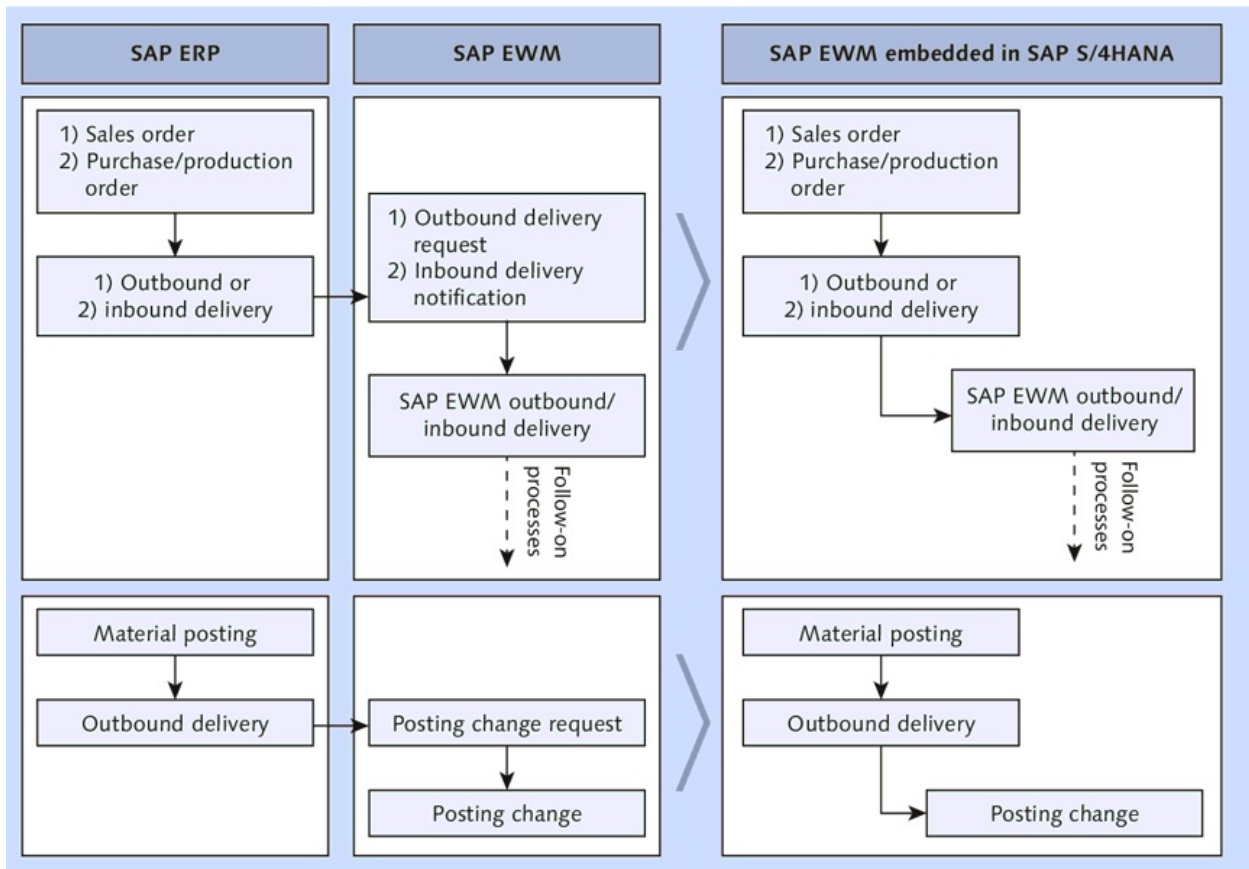 SAP ERP
SAP EWM
SAP EWM embedded in SAP S/4HANA
1) Sales order
2) Purchase/production
order
1) Outbound or
2) inbound delivery
1) Outbound delivery
request
2) Inbound delivery
notification
SAP EWM outbound/
inbound delivery
Follow-on
processes
1) Sales order
2) Purchase/production
order
1) Outbound or
2) inbound delivery
SAP EWM outbound/
inbound delivery
Follow-on
processes
Material posting
Outbound delivery
Posting change request
Posting change
Material posting
Outbound delivery
Posting change